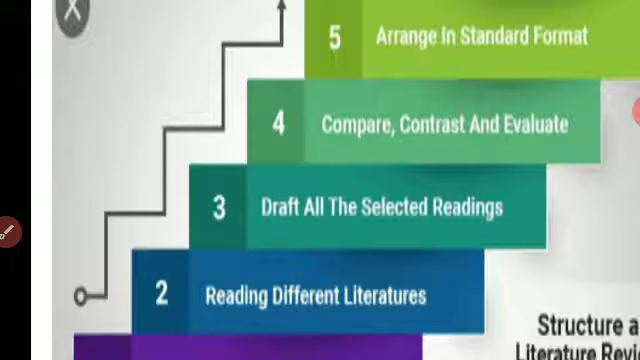 5 Arrange In Standard Format
4 Compare, Contrast And Evaluate
3 Draft All The Selected Readings
2 Reading Different Literatures
Structure a
Literature Revi